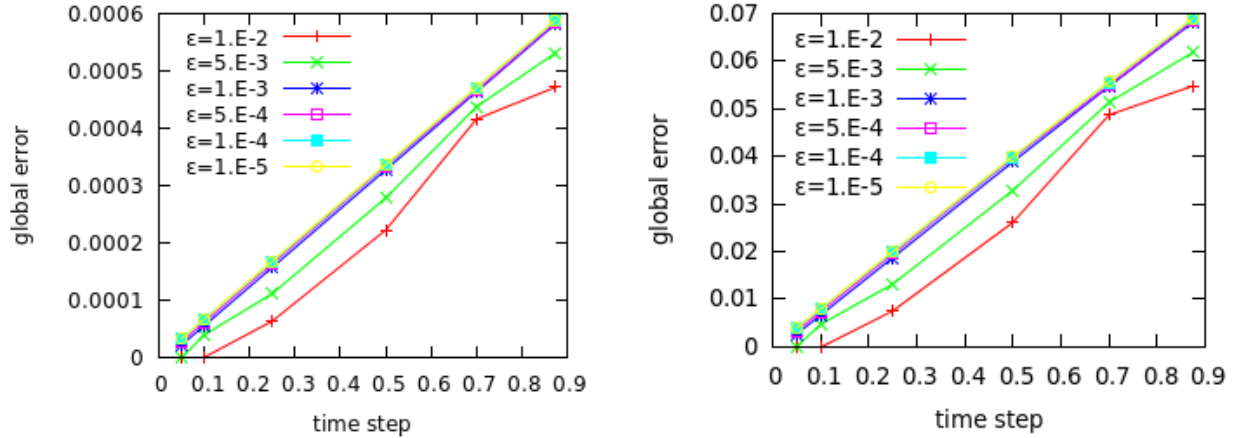 0.0006
0.0005
0.0004
0.0003
0.0002
0.0001
0
global error
ε=1.E-2
ε=5.E-3
ε=1.E-3
ε=5.E-4
ε=1.E-4
ε=1.E-5
0 0.1 0.2 0.3 0.4 0.5 0.6 0.7 0.8 0.9
time step
0.07
0.06
0.05
0.04
0.03
0.02
0.01
0
global error
ε=1.E-2
ε=5.E-3
ε=1.E-3
ε=5.E-4
ε=1.E-4
ε=1.E-5
0 0.1 0.2 0.3 0.4 0.5 0.6 0.7 0.8 0.9
time step